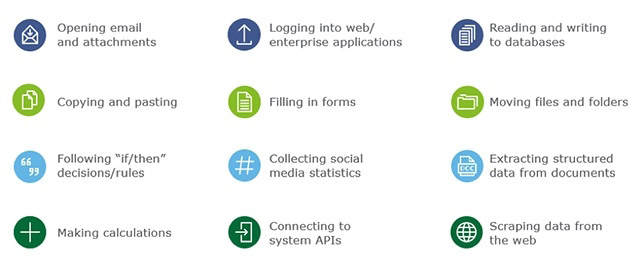 Opening email
and attachments
Logging into web/
enterprise applications
Reading and writing
to databases
Copying and pasting
Filling in forms
Moving files and folders
Following “if/then”
decisions/rules
Collecting social
media statistics
DOC
Extracting structured
data from documents
Making calculations
Connecting to
system APIs
Scraping data from
the web